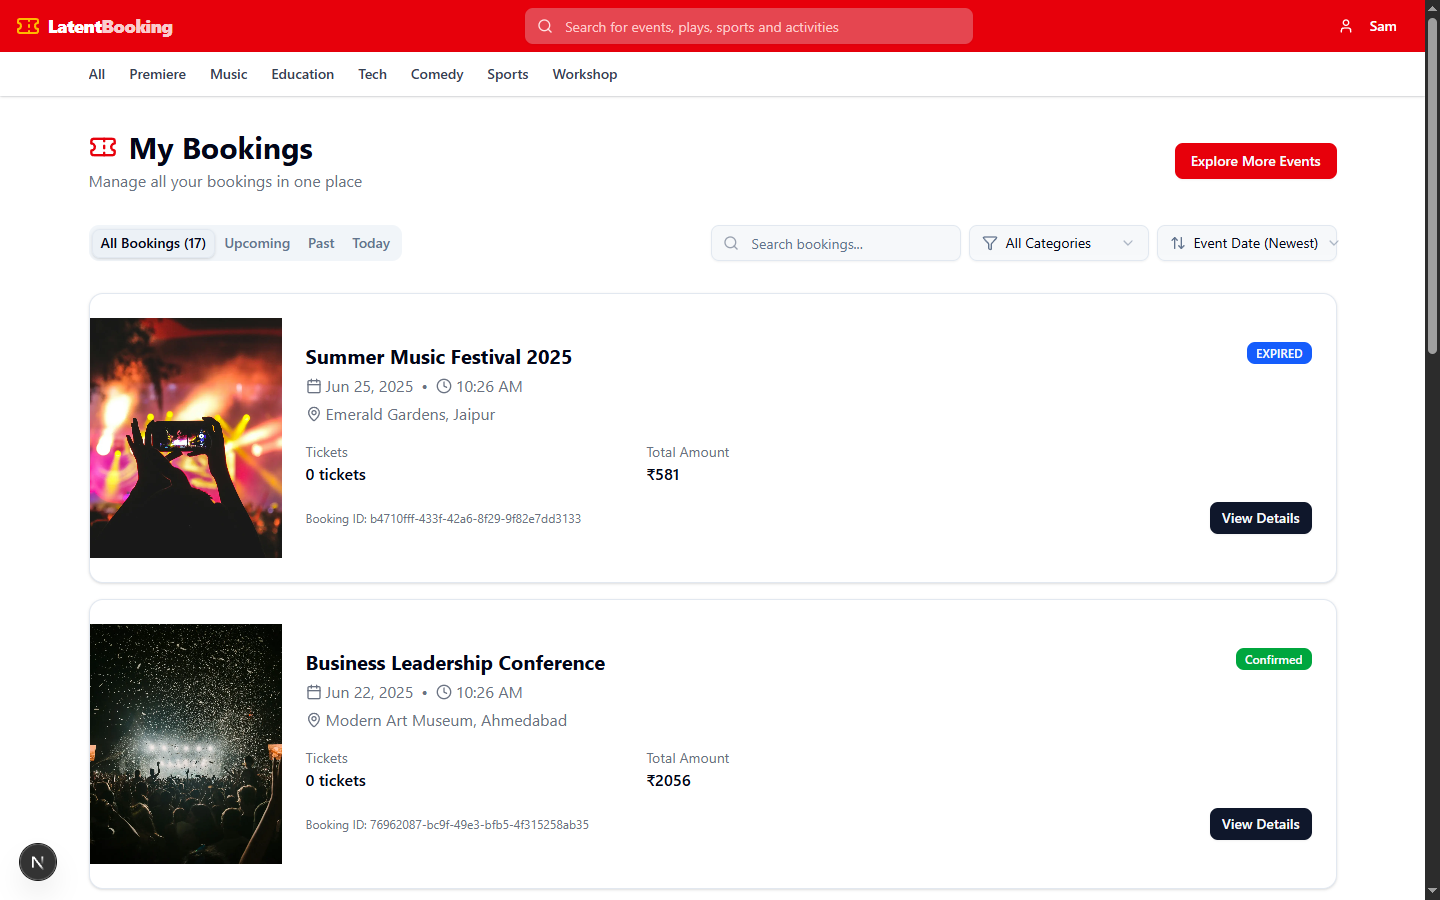 LatentBooking
Search for events, plays, sports and activities
Sam
All Premiere Music Education Tech Comedy Sports Workshop
My Bookings
Manage all your bookings in one place
Explore More Events
All Bookings (17) Upcoming Past Today
Search bookings...
All Categories
Event Date (Newest)
Summer Music Festival 2025
EXPIRED
Jun 25, 2025 • 10:26 AM
Emerald Gardens, Jaipur
Tickets Total Amount
0 tickets ₹581
Booking ID: b4710fff-433f-42a6-8f29-9f82e7dd3133
View Details
Business Leadership Conference
Confirmed
Jun 22, 2025 • 10:26 AM
Modern Art Museum, Ahmedabad
Tickets Total Amount
0 tickets ₹2056
Booking ID: 76962087-bc9f-49e3-bfb5-4f315258ab35
View Details
N